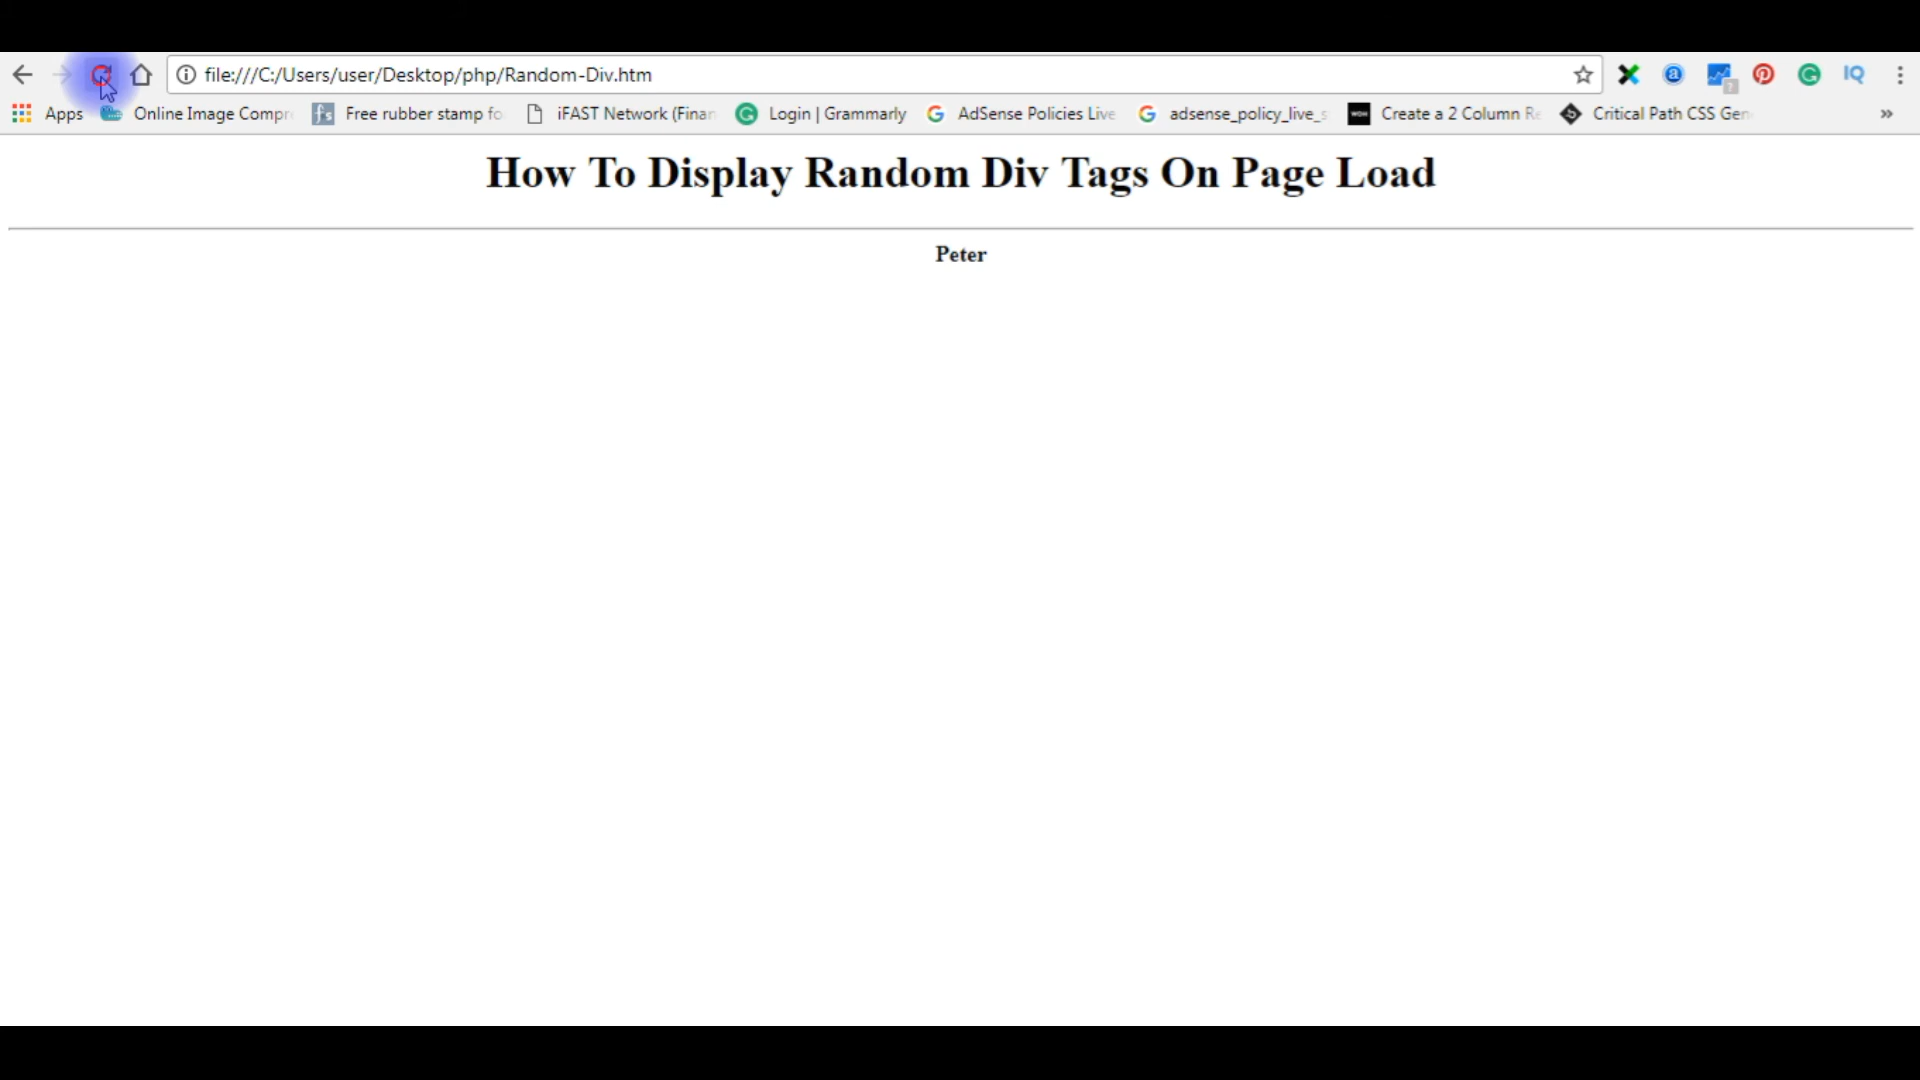 file:///C:/Users/user/Desktop/php/Random-Div.htm
IQ
Apps Online Image Compr Free rubber stamp fo iFAST Network (Finan Login | Grammarly AdSense Policies Live adsense_policy_live_s Create a 2 Column Re Critical Path CSS Gen »
How To Display Random Div Tags On Page Load
Peter